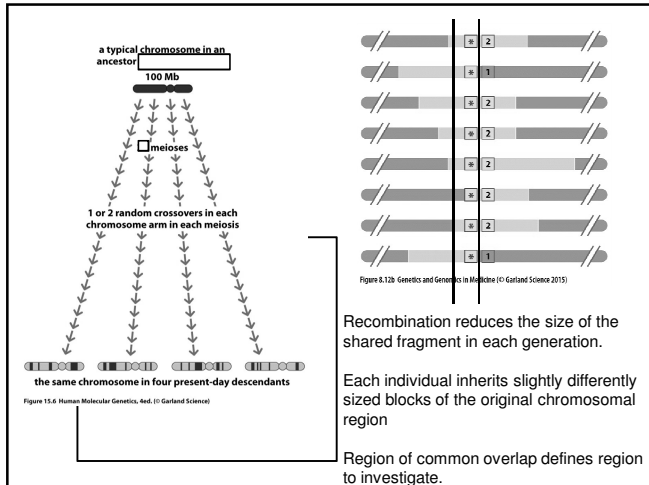 a typical chromosome in an
ancestor
100 Mb
meioses
1 or 2 random crossovers in each
chromosome arm in each meiosis
the same chromosome in four present-day descendants
Figure 15.6 Human Molecular Genetics, 4ed. (© Garland Science)
* 2
* 1
* 2
* 2
* 2
* 2
* 2
* 1
Figure 8.12b Genetics and Genomics in Medicine (© Garland Science 2015)
Recombination reduces the size of the
shared fragment in each generation.
Each individual inherits slightly differently
sized blocks of the original chromosomal
region
Region of common overlap defines region
to investigate.